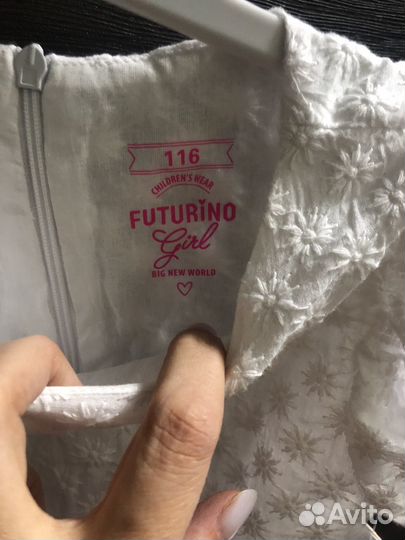 116
CHILDREN'S WEAR
FUTURINO
Girl
BIG NEW WORLD
Avito